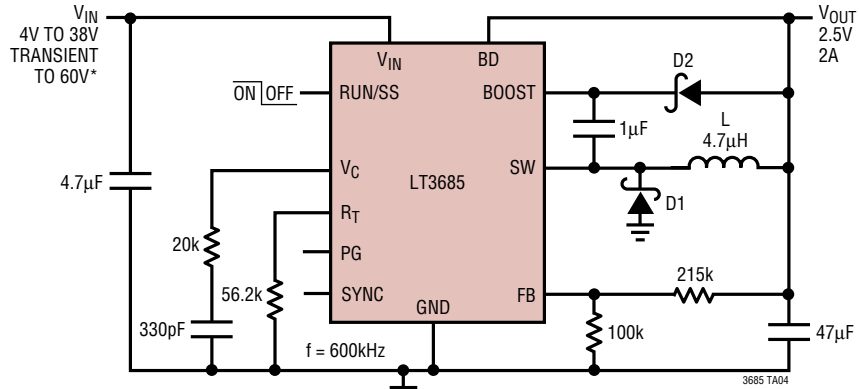 VIN
4V TO 38V
TRANSIENT
TO 60V*
VOUT
2.5V
2A
VIN
BD
ON OFF
RUN/SS
BOOST
D2
1µF
L
4.7µH
VC
LT3685
SW
D1
4.7µF
RT
20k
PG
56.2k
SYNC
GND
FB
215k
330pF
f = 600kHz
100k
47µF
3685 TA04